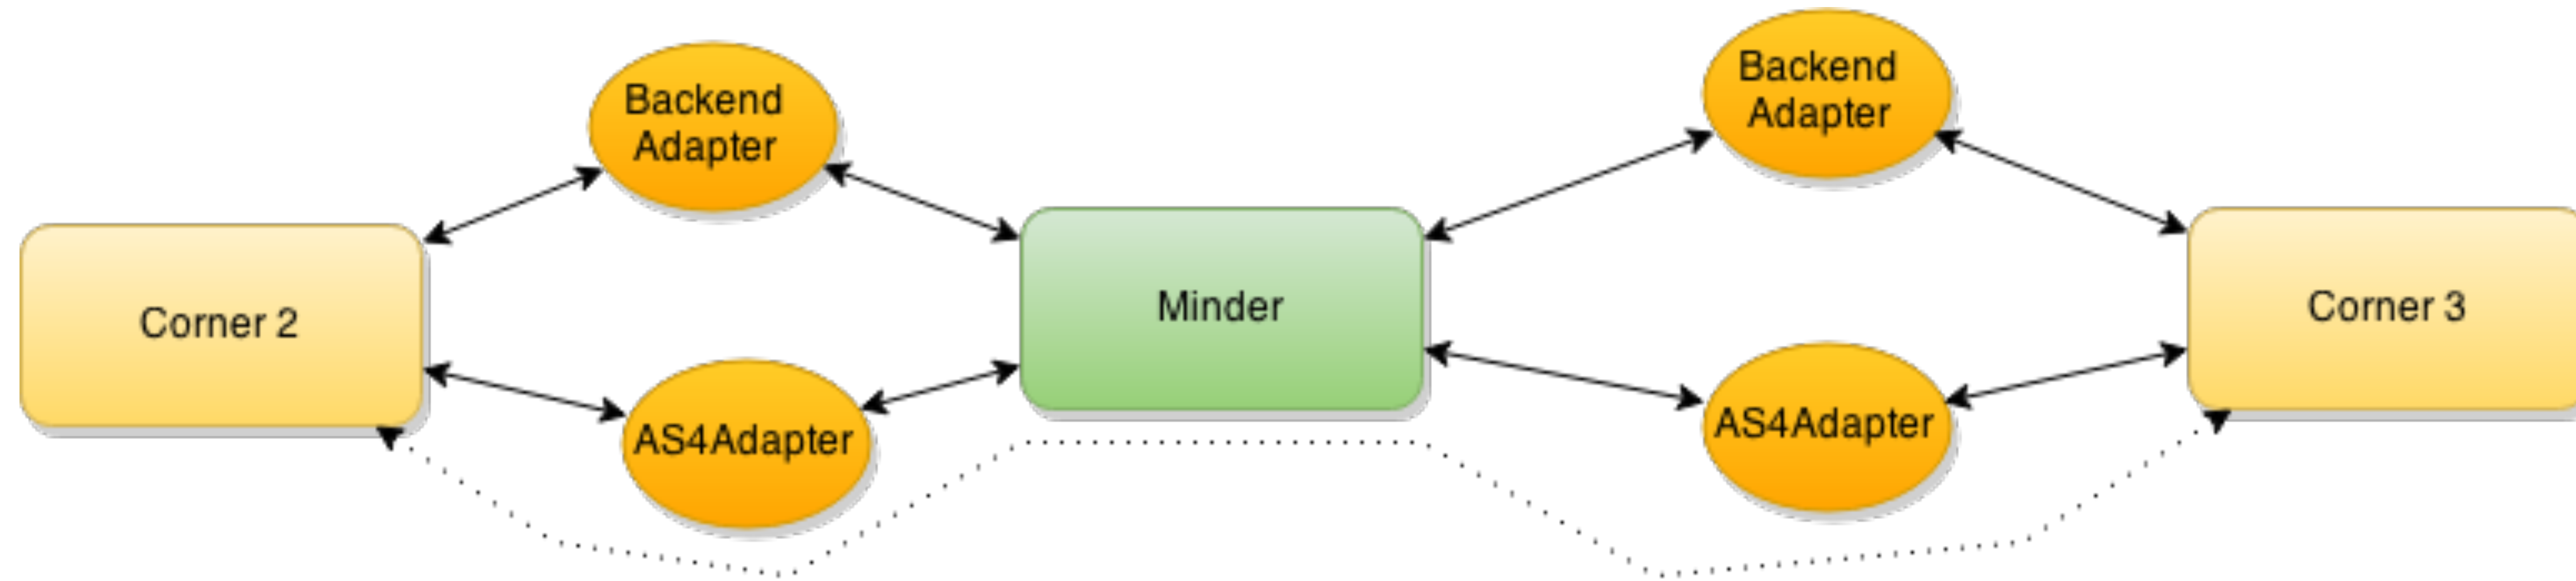 Backend
Adapter
Backend
Adapter
Corner 2
Minder
Corner 3
AS4Adapter
AS4Adapter